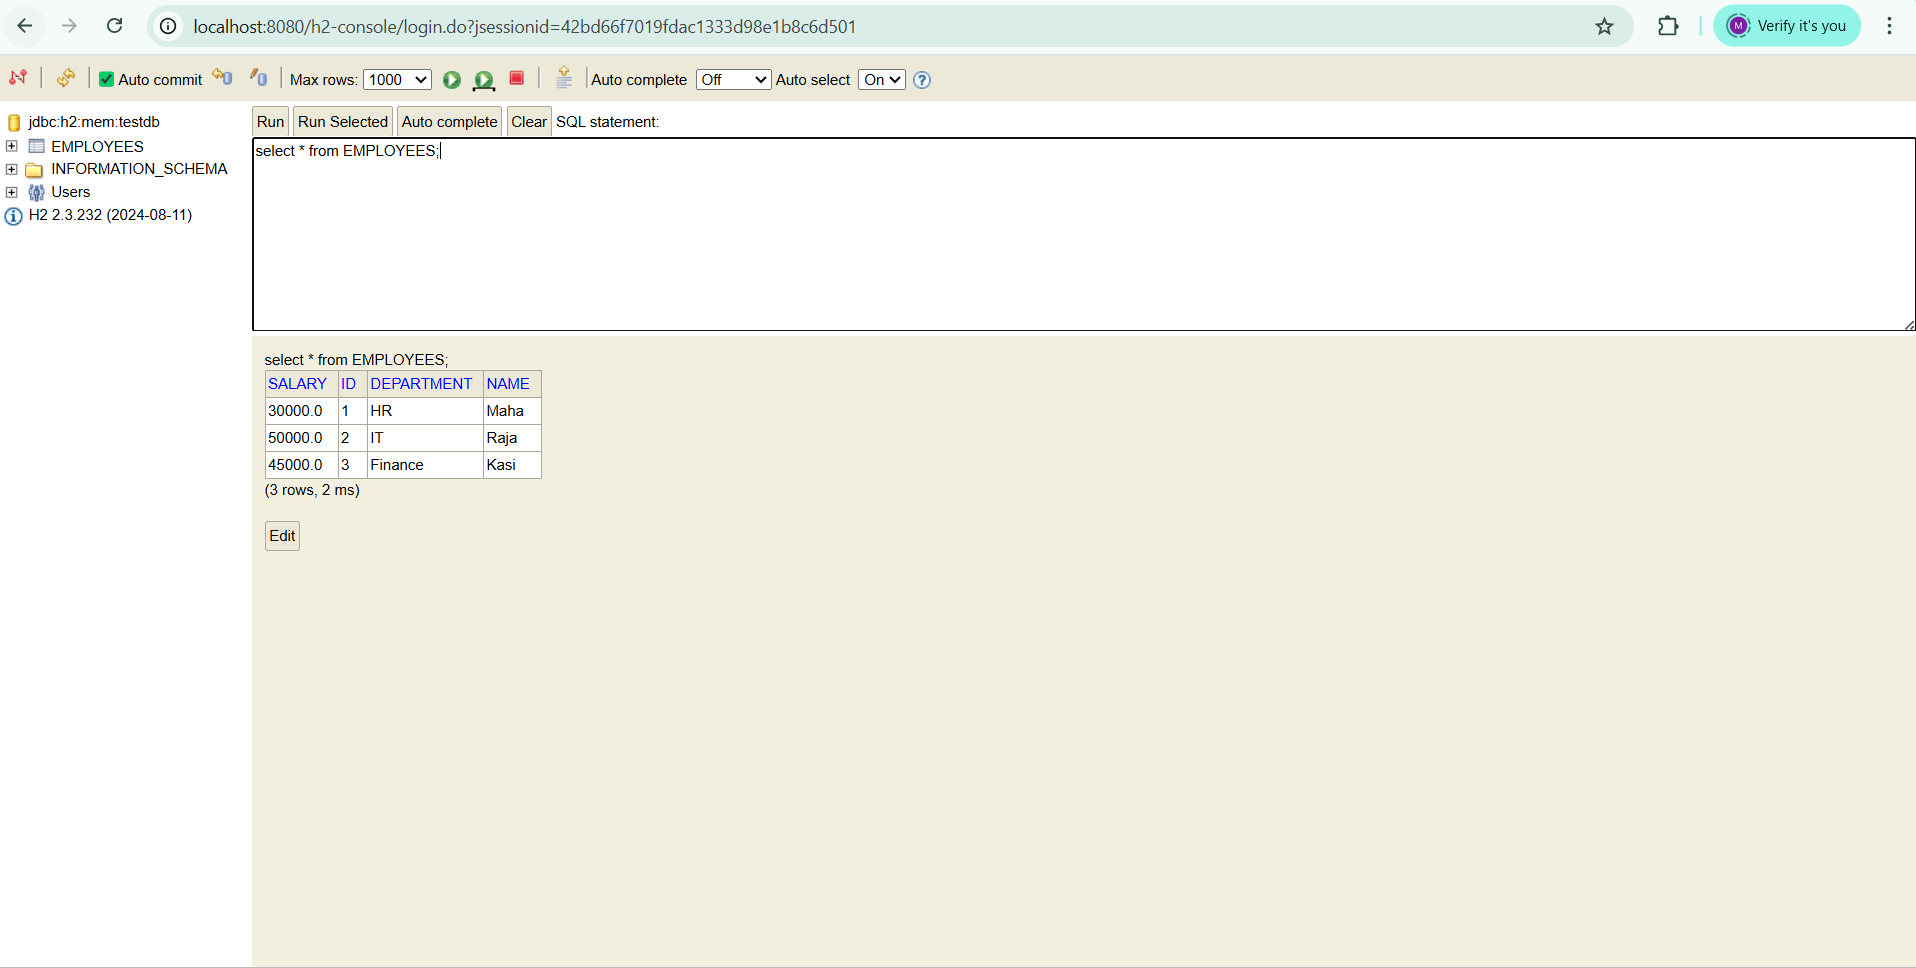 localhost:8080/h2-console/login.do?jsessionid=42bd66f7019fdac1333d98e1b8c6d501
M Verify it's you
Auto commit Max rows: 1000 Auto complete Off Auto select On ?
jdbc:h2:mem:testdb
EMPLOYEES
INFORMATION_SCHEMA
Users
H2 2.3.232 (2024-08-11)
Run Run Selected Auto complete Clear SQL statement:
select * from EMPLOYEES;
select * from EMPLOYEES;
SALARY ID DEPARTMENT NAME
30000.0 1 HR Maha
50000.0 2 IT Raja
45000.0 3 Finance Kasi
(3 rows, 2 ms)
Edit